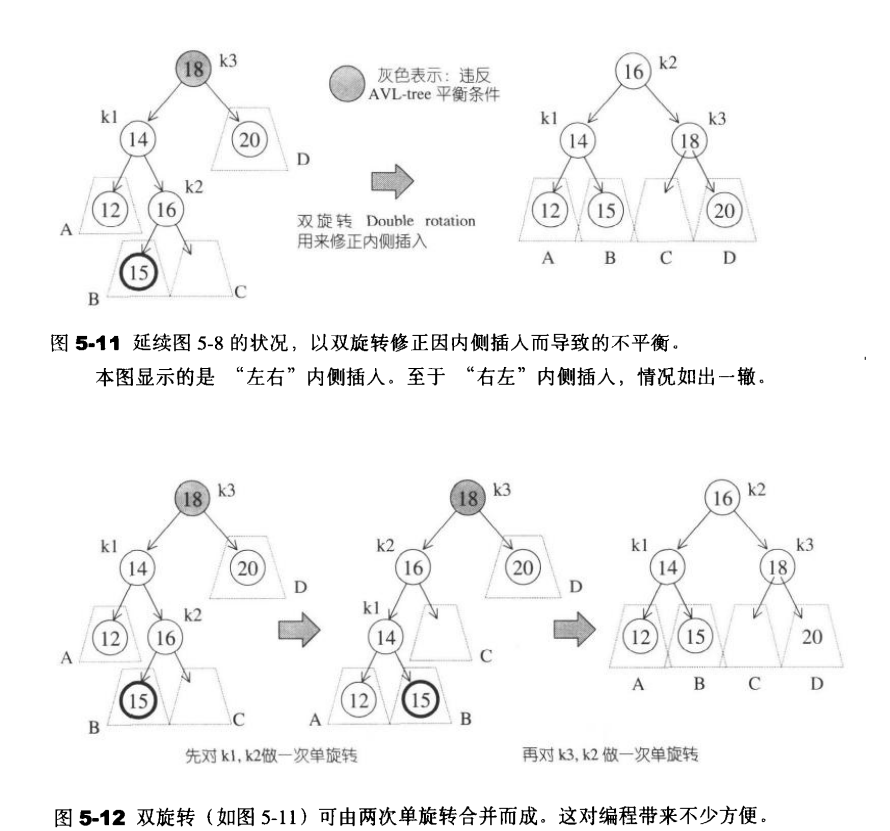 18 k3
灰色表示：违反
AVL-tree 平衡条件
k1
14
20
D
k2
12
16
A
15
B
C
双旋转 Double rotation
用来修正内侧插入
16 k2
k1
14
k3
18
12
15
20
A B C D
图 5-11 延续图 5-8 的状况，以双旋转修正因内侧插入而导致的不平衡。
本图显示的是 “左右”内侧插入。至于 “右左”内侧插入，情况如出一辙。
18 k3
k1
14
20
D
k2
12
16
A
15
B
C
18 k3
k2
16
20
D
k1
14
C
12
15
A
B
16 k2
k1
14
k3
18
12
15
20
A B C D
先对 k1, k2做一次单旋转
再对 k3, k2 做一次单旋转
图 5-12 双旋转（如图 5-11）可由两次单旋转合并而成。这对编程带来不少方便。